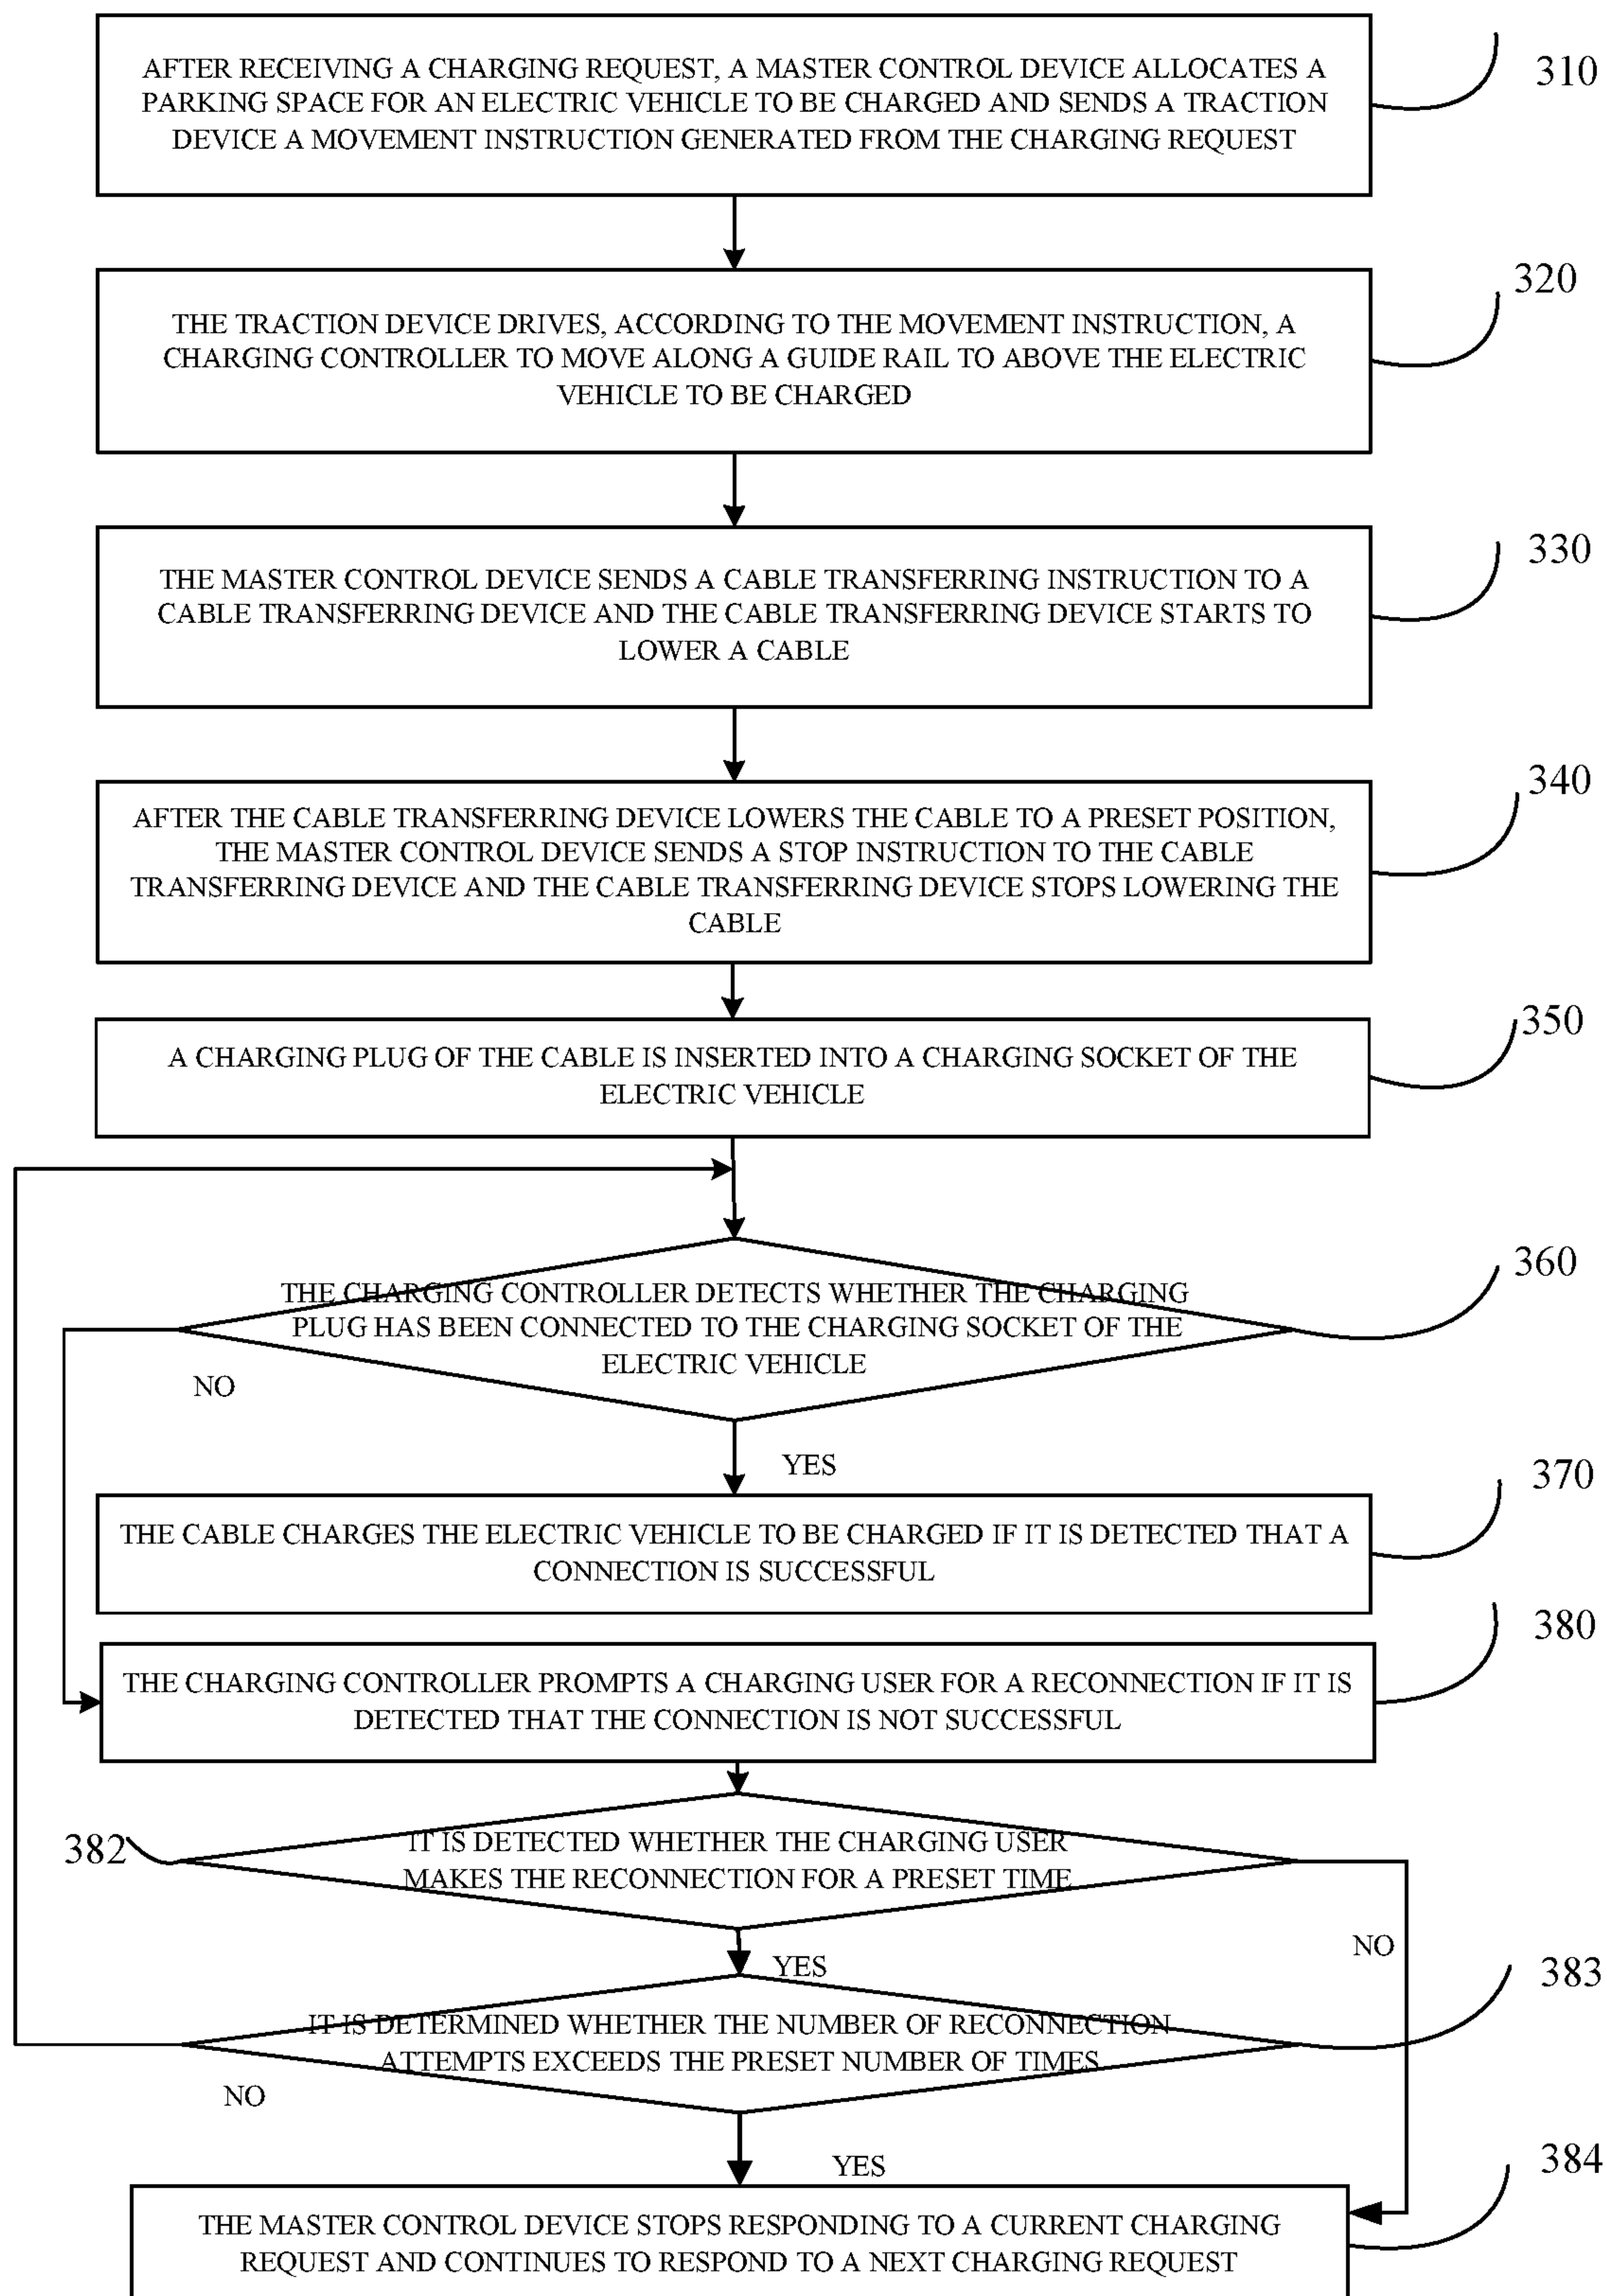 AFTER RECEIVING A CHARGING REQUEST, A MASTER CONTROL DEVICE ALLOCATES A
PARKING SPACE FOR AN ELECTRIC VEHICLE TO BE CHARGED AND SENDS A TRACTION
DEVICE A MOVEMENT INSTRUCTION GENERATED FROM THE CHARGING REQUEST
310
THE TRACTION DEVICE DRIVES, ACCORDING TO THE MOVEMENT INSTRUCTION, A
CHARGING CONTROLLER TO MOVE ALONG A GUIDE RAIL TO ABOVE THE ELECTRIC
VEHICLE TO BE CHARGED
320
THE MASTER CONTROL DEVICE SENDS A CABLE TRANSFERRING INSTRUCTION TO A
CABLE TRANSFERRING DEVICE AND THE CABLE TRANSFERRING DEVICE STARTS TO
LOWER A CABLE
330
AFTER THE CABLE TRANSFERRING DEVICE LOWERS THE CABLE TO A PRESET POSITION,
THE MASTER CONTROL DEVICE SENDS A STOP INSTRUCTION TO THE CABLE
TRANSFERRING DEVICE AND THE CABLE TRANSFERRING DEVICE STOPS LOWERING THE
CABLE
340
A CHARGING PLUG OF THE CABLE IS INSERTED INTO A CHARGING SOCKET OF THE
ELECTRIC VEHICLE
350
THE CHARGING CONTROLLER DETECTS WHETHER THE CHARGING
PLUG HAS BEEN CONNECTED TO THE CHARGING SOCKET OF THE
ELECTRIC VEHICLE
360
NO
YES
THE CABLE CHARGES THE ELECTRIC VEHICLE TO BE CHARGED IF IT IS DETECTED THAT A
CONNECTION IS SUCCESSFUL
370
THE CHARGING CONTROLLER PROMPTS A CHARGING USER FOR A RECONNECTION IF IT IS
DETECTED THAT THE CONNECTION IS NOT SUCCESSFUL
380
382
IT IS DETECTED WHETHER THE CHARGING USER
MAKES THE RECONNECTION FOR A PRESET TIME
NO
YES
IT IS DETERMINED WHETHER THE NUMBER OF RECONNECTION
ATTEMPTS EXCEEDS THE PRESET NUMBER OF TIMES
383
NO
YES
THE MASTER CONTROL DEVICE STOPS RESPONDING TO A CURRENT CHARGING
REQUEST AND CONTINUES TO RESPOND TO A NEXT CHARGING REQUEST
384